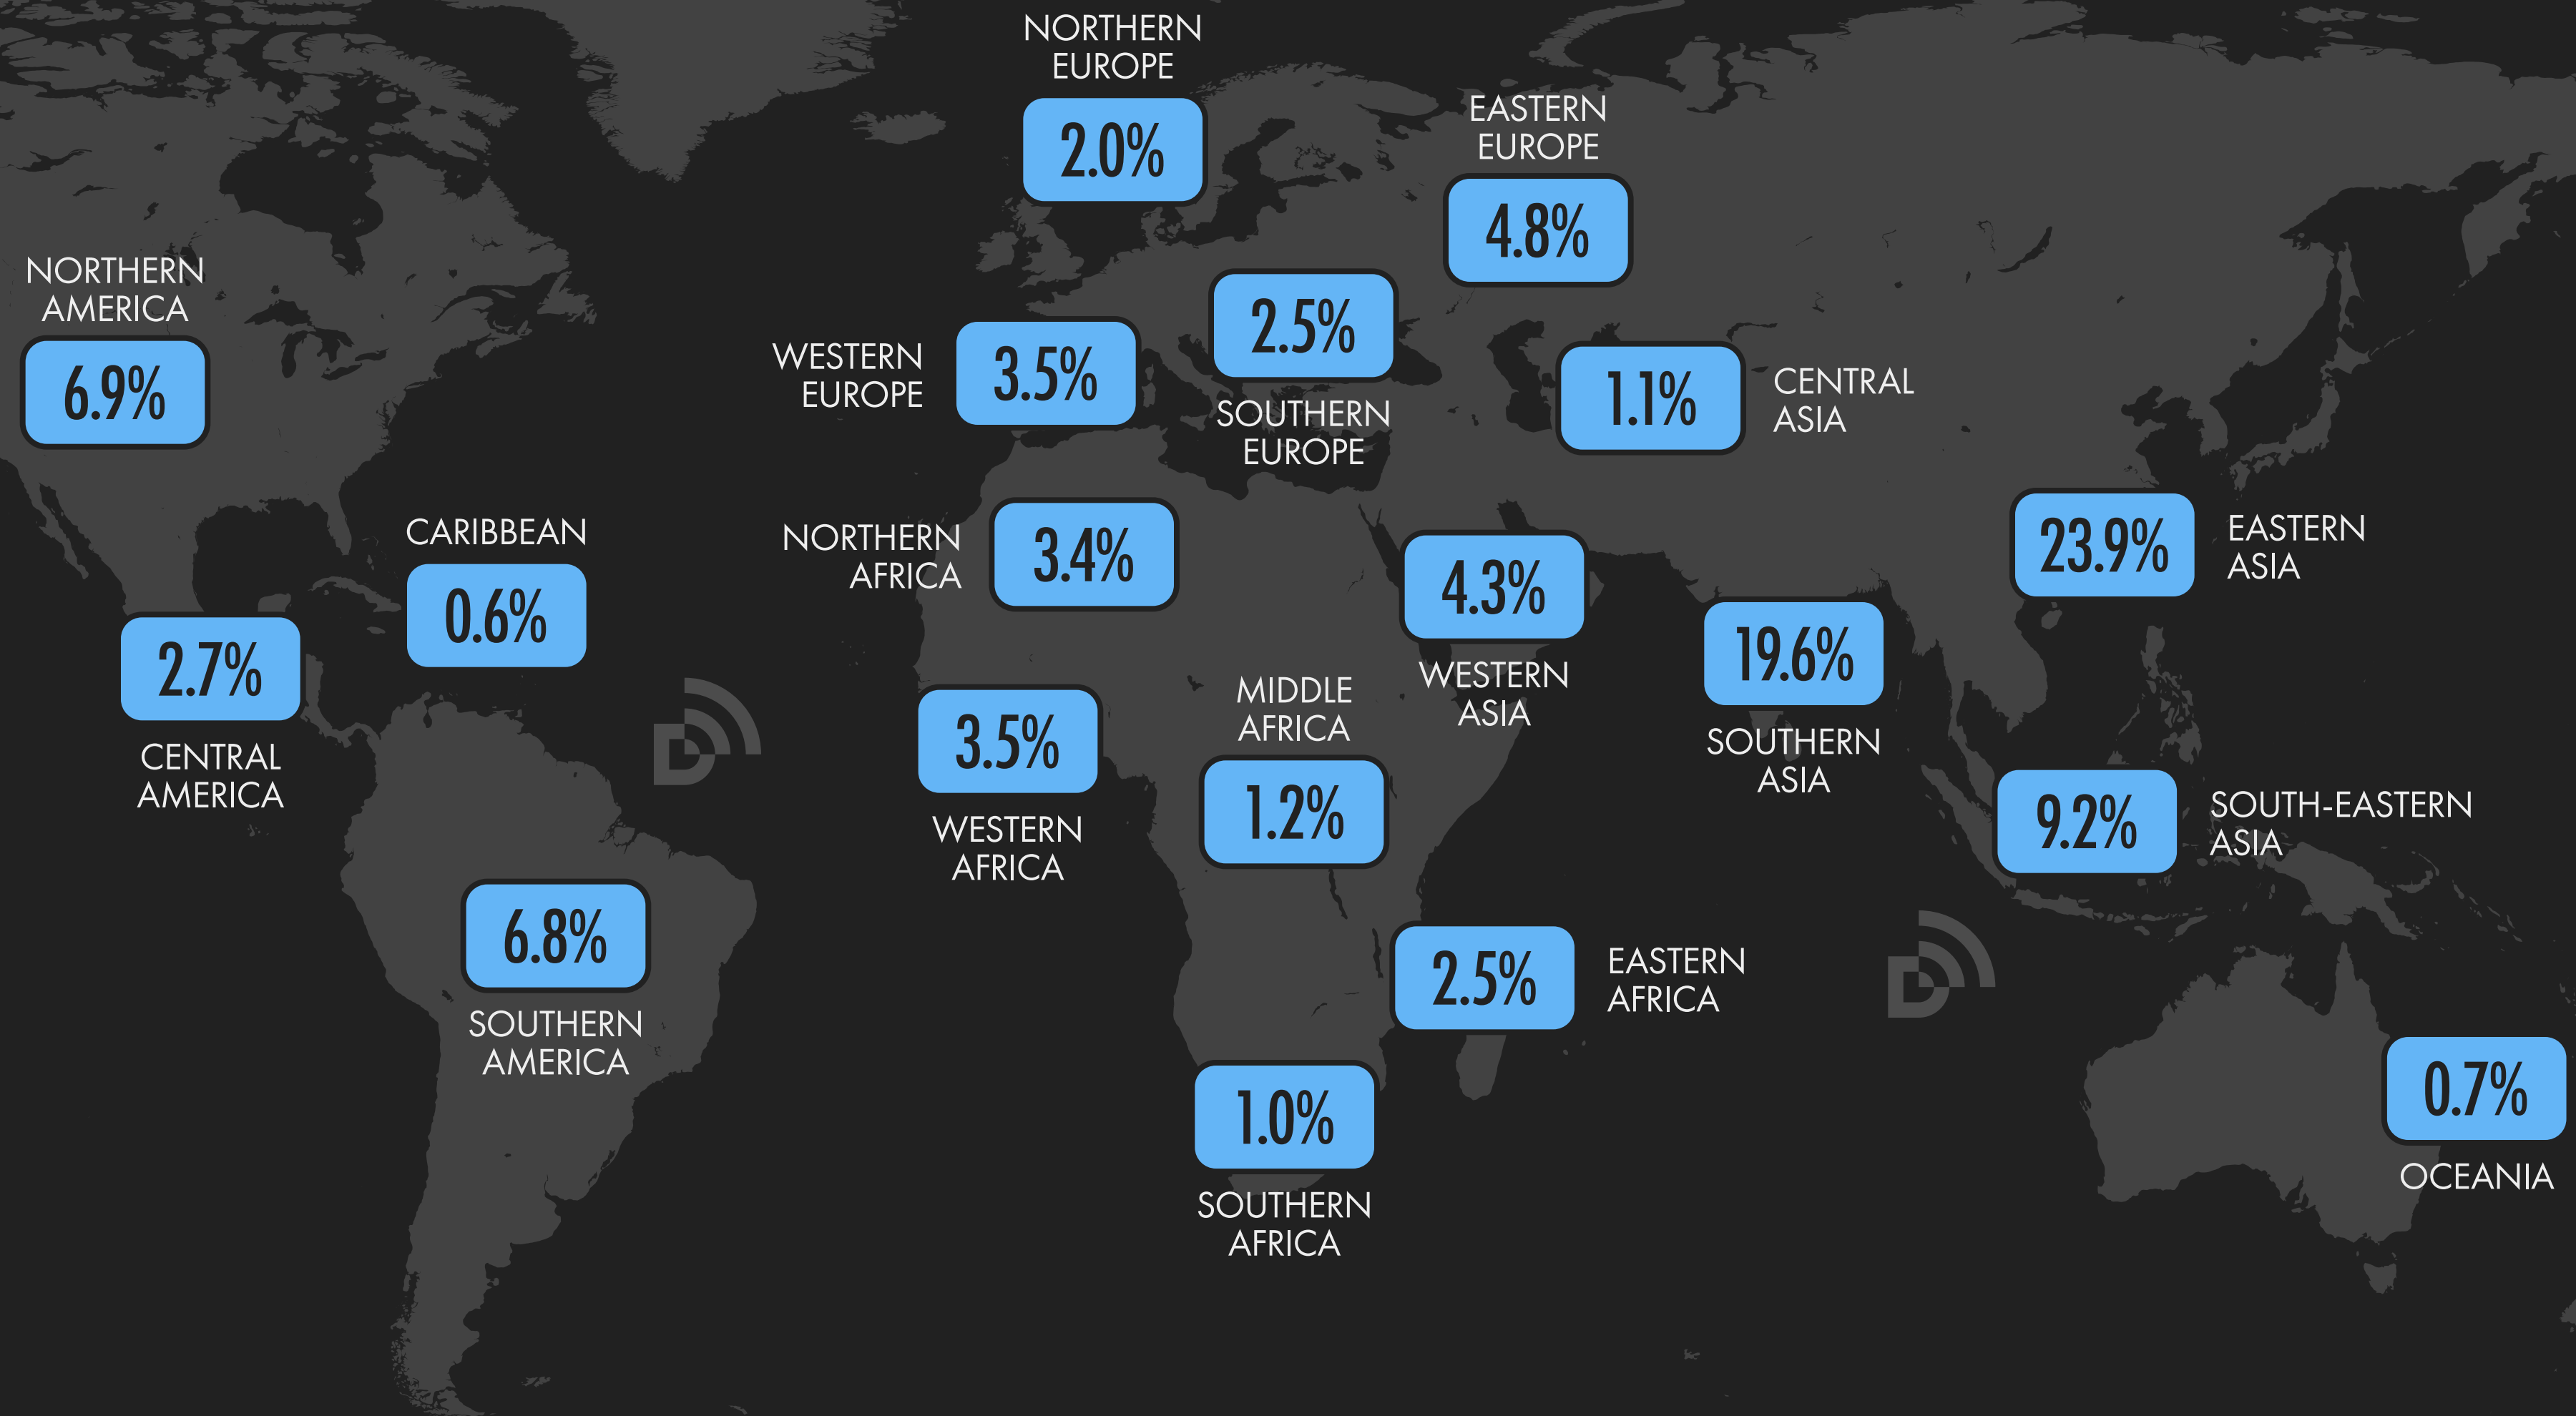 NORTHERN
EUROPE
2.0%
EASTERN
EUROPE
4.8%
NORTHERN
AMERICA
6.9%
WESTERN
EUROPE
3.5%
2.5%
SOUTHERN
EUROPE
1.1%
CENTRAL
ASIA
CARIBBEAN
0.6%
NORTHERN
AFRICA
3.4%
4.3%
WESTERN
ASIA
23.9%
EASTERN
ASIA
2.7%
CENTRAL
AMERICA
19.6%
SOUTHERN
ASIA
3.5%
WESTERN
AFRICA
MIDDLE
AFRICA
1.2%
9.2%
SOUTH-EASTERN
ASIA
6.8%
SOUTHERN
AMERICA
2.5%
EASTERN
AFRICA
1.0%
SOUTHERN
AFRICA
0.7%
OCEANIA